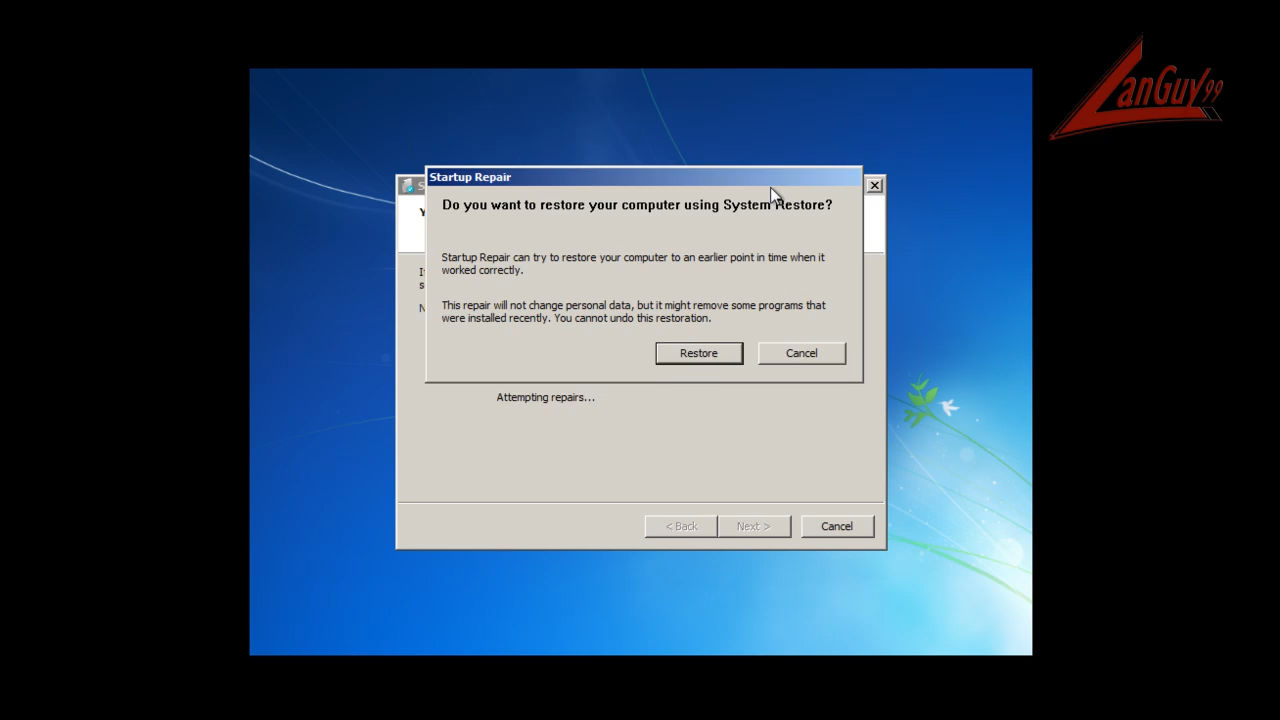 LanGuy99
Startup Repair
Do you want to restore your computer using System Restore?
Startup Repair can try to restore your computer to an earlier point in time when it
worked correctly.
This repair will not change personal data, but it might remove some programs that
were installed recently. You cannot undo this restoration.
Restore
Cancel
Attempting repairs...
< Back
Next >
Cancel